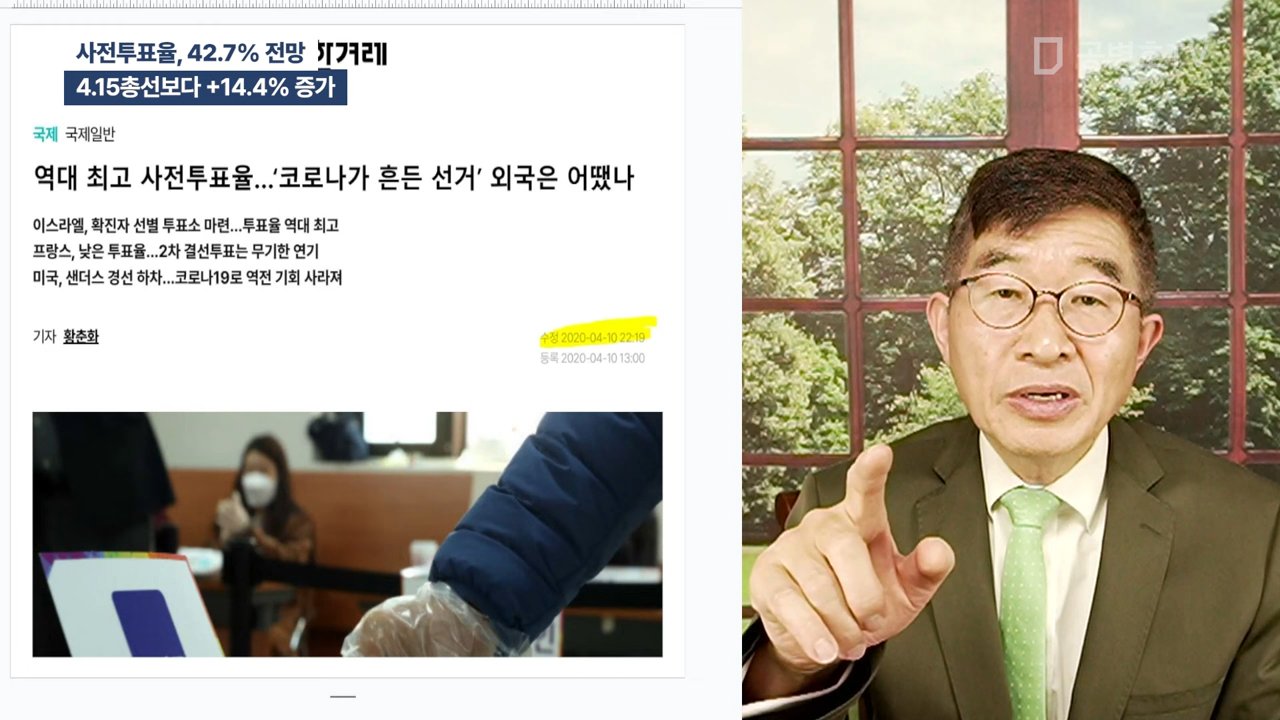 사전투표율, 42.7% 전망
한겨레
4.15총선보다 +14.4% 증가
국제 국제일반
역대 최고 사전투표율...‘코로나가 흔든 선거’ 외국은 어땠나
이스라엘, 확진자 선별 투표소 마련...투표율 역대 최고
프랑스, 낮은 투표율...2차 결선투표는 무기한 연기
미국, 샌더스 경선 하차...코로나19로 역전 기회 사라져
기자 황춘화
수정 2020-04-10 22:19
등록 2020-04-10 13:00